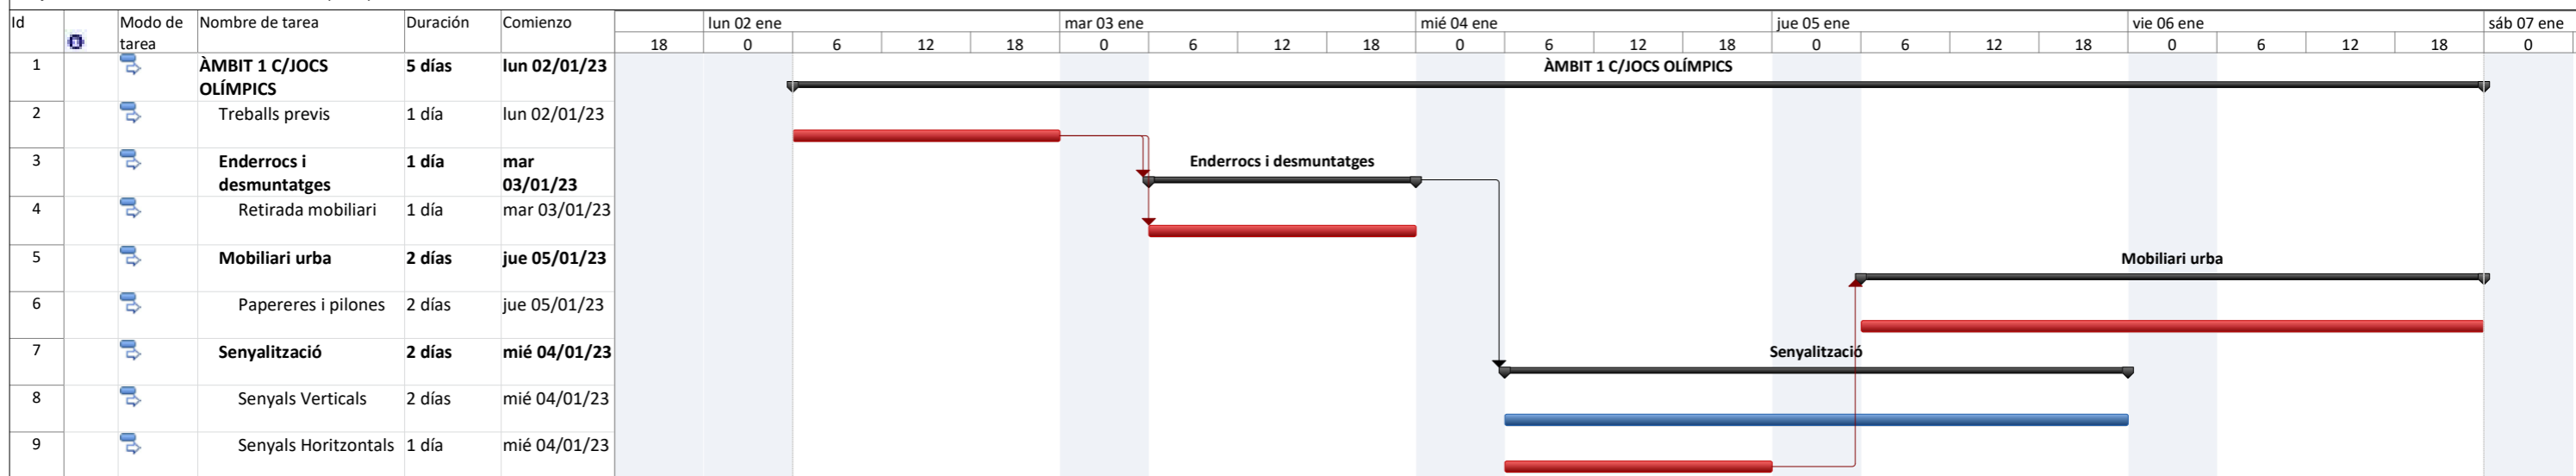 Id Modo de tarea Nombre de tarea Duración Comienzo
lun 02 ene mar 03 ene mié 04 ene jue 05 ene vie 06 ene sáb 07 ene
18 0 6 12 18 0 6 12 18 0 6 12 18 0 6 12 18 0 6 12 18 0
1 ÀMBIT 1 C/JOCS OLÍMPICS 5 días lun 02/01/23
ÀMBIT 1 C/JOCS OLÍMPICS
2 Treballs previs 1 día lun 02/01/23
3 Enderrocs i desmuntatges 1 día mar 03/01/23
Enderrocs i desmuntatges
4 Retirada mobiliari 1 día mar 03/01/23
5 Mobiliari urba 2 días jue 05/01/23
Mobiliari urba
6 Papereres i pilones 2 días jue 05/01/23
7 Senyalització 2 días mié 04/01/23
Senyalització
8 Senyals Verticals 2 días mié 04/01/23
9 Senyals Horitzontals 1 día mié 04/01/23